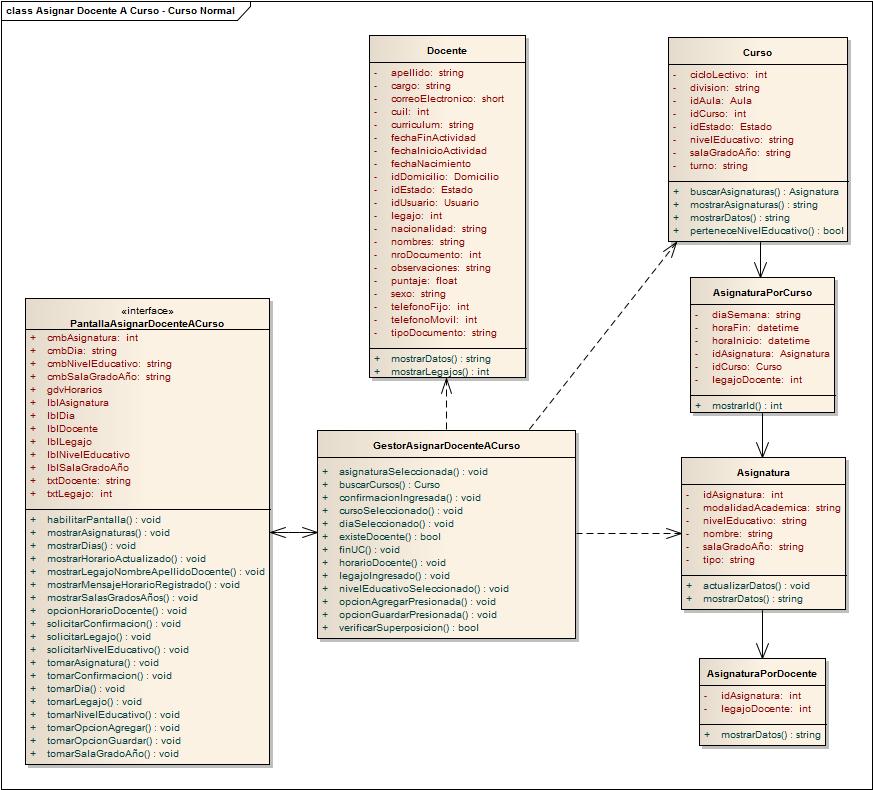 class Asignar Docente A Curso - Curso Normal
Docente
- apellido: string
- cargo: string
- correoElectronico: short
- cuil: int
- curriculum: string
- fechaFinActividad
- fechaInicioActividad
- fechaNacimiento
- idDomicilio: Domicilio
- idEstado: Estado
- idUsuario: Usuario
- legajo: int
- nacionalidad: string
- nombres: string
- nroDocumento: int
- observaciones: string
- puntaje: float
- sexo: string
- telefonoFijo: int
- telefonoMovil: int
- tipoDocumento: string
+ mostrarDatos() : string
+ mostrarLegajos() : int
Curso
- cicloLectivo: int
- division: string
- idAula: Aula
- idCurso: int
- idEstado: Estado
- nivelEducativo: string
- salaGradoAño: string
- turno: string
+ buscarAsignaturas() : Asignatura
+ mostrarAsignaturas() : string
+ mostrarDatos() : string
+ perteneceNivelEducativo() : bool
AsignaturaPorCurso
- diaSemana: string
- horaFin: datetime
- horaInicio: datetime
- idAsignatura: Asignatura
- idCurso: Curso
- legajoDocente: int
+ mostrarId() : int
«interface»
PantallaAsignarDocenteACurso
+ cmbAsignatura: int
+ cmbDia: string
+ cmbNivelEducativo: string
+ cmbSalaGradoAño: string
+ gdvHorarios
+ lblAsignatura
+ lblDia
+ lblDocente
+ lblLegajo
+ lblNivelEducativo
+ lblSalaGradoAño
+ txtDocente: string
+ txtLegajo: int
+ habilitarPantalla() : void
+ mostrarAsignaturas() : void
+ mostrarDias() : void
+ mostrarHorarioActualizado() : void
+ mostrarLegajoNombreApellidoDocente() : void
+ mostrarMensajeHorarioRegistrado() : void
+ mostrarSalasGradosAños() : void
+ opcionHorarioDocente() : void
+ solicitarConfirmacion() : void
+ solicitarLegajo() : void
+ solicitarNivelEducativo() : void
+ tomarAsignatura() : void
+ tomarConfirmacion() : void
+ tomarDia() : void
+ tomarLegajo() : void
+ tomarNivelEducativo() : void
+ tomarOpcionAgregar() : void
+ tomarOpcionGuardar() : void
+ tomarSalaGradoAño() : void
GestorAsignarDocenteACurso
+ asignaturaSeleccionada() : void
+ buscarCursos() : Curso
+ confirmacionIngresada() : void
+ cursoSeleccionado() : void
+ diaSeleccionado() : void
+ existeDocente() : bool
+ finUC() : void
+ horarioDocente() : void
+ legajoIngresado() : void
+ nivelEducativoSeleccionado() : void
+ opcionAgregarPresionada() : void
+ opcionGuardarPresionada() : void
+ verificarSuperposicion() : bool
Asignatura
- idAsignatura: int
- modalidadAcademica: string
- nivelEducativo: string
- nombre: string
- salaGradoAño: string
- tipo: string
+ actualizarDatos() : void
+ mostrarDatos() : string
AsignaturaPorDocente
- idAsignatura: int
- legajoDocente: int
+ mostrarDatos() : string